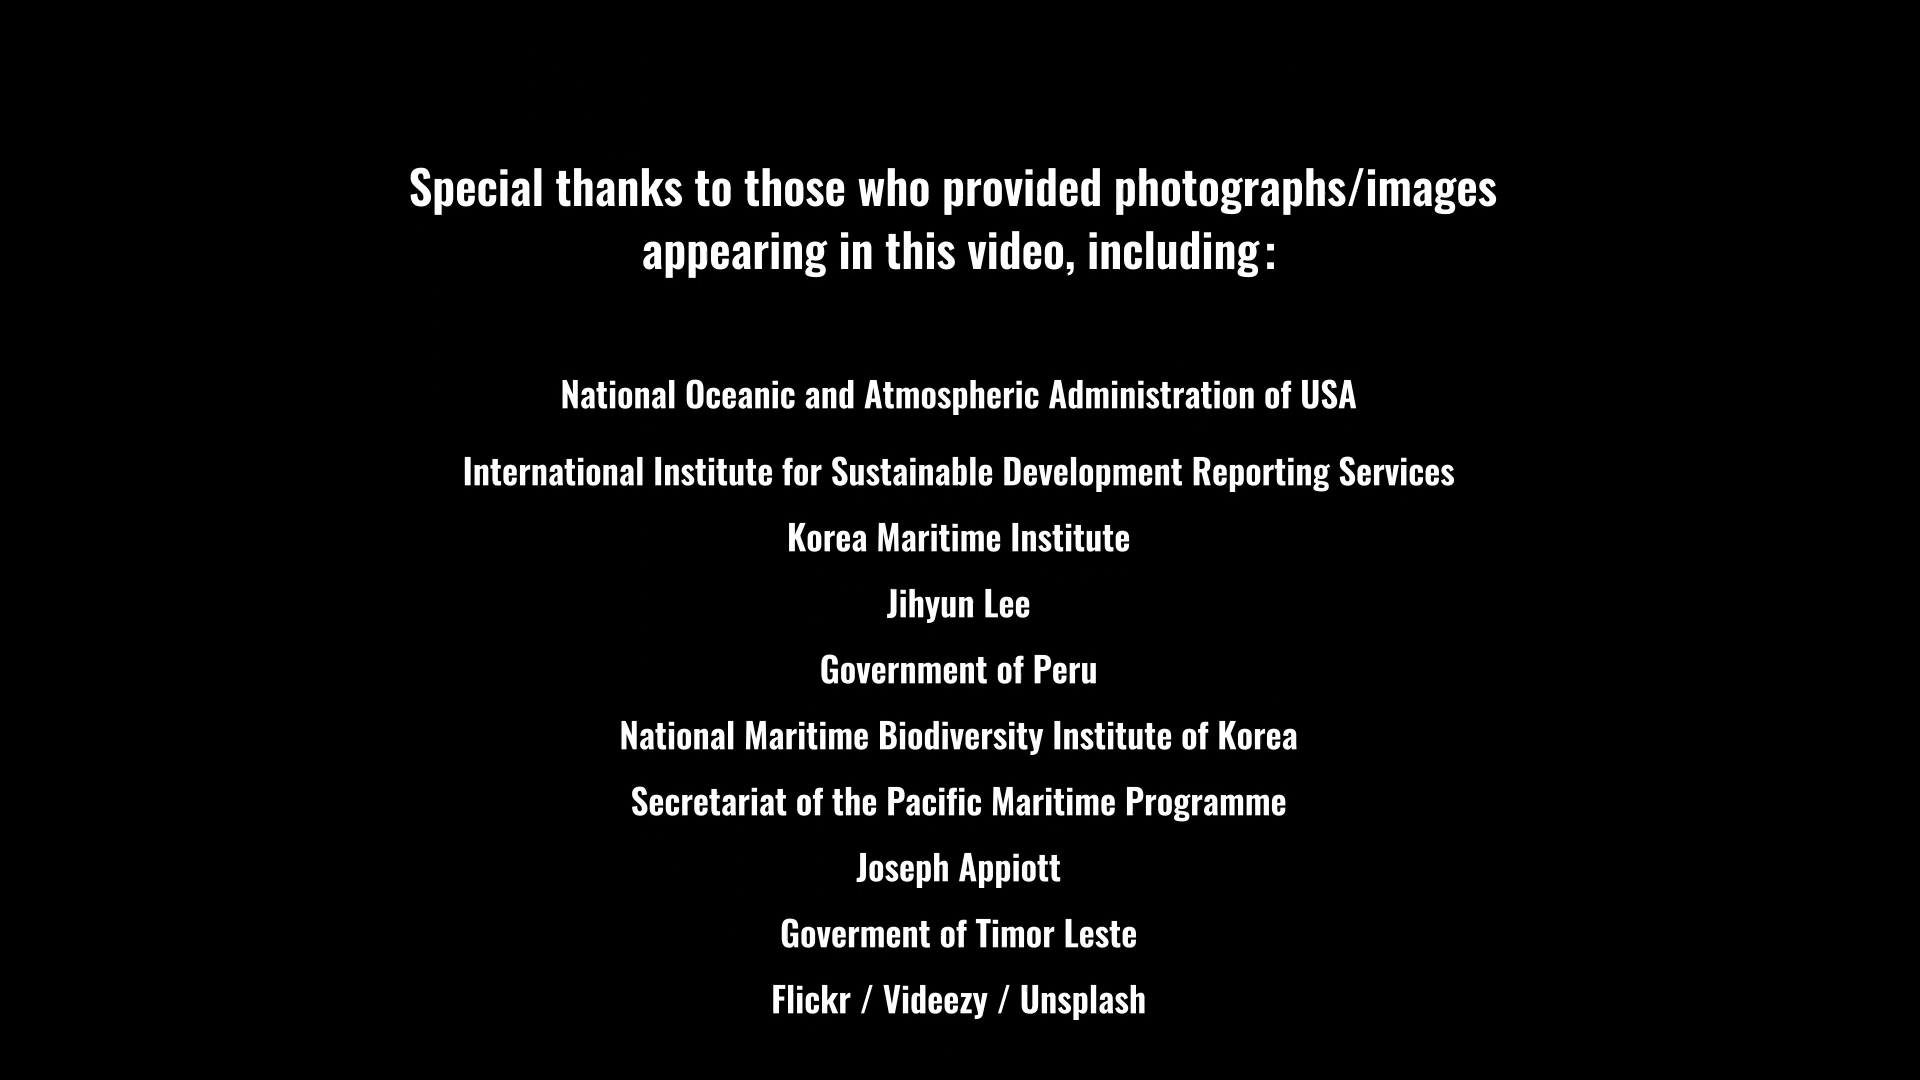 Special thanks to those who provided photographs/images
appearing in this video, including:
National Oceanic and Atmospheric Administration of USA
International Institute for Sustainable Development Reporting Services
Korea Maritime Institute
Jihyun Lee
Government of Peru
National Maritime Biodiversity Institute of Korea
Secretariat of the Pacific Maritime Programme
Joseph Appiott
Goverment of Timor Leste
Flickr / Videezy / Unsplash